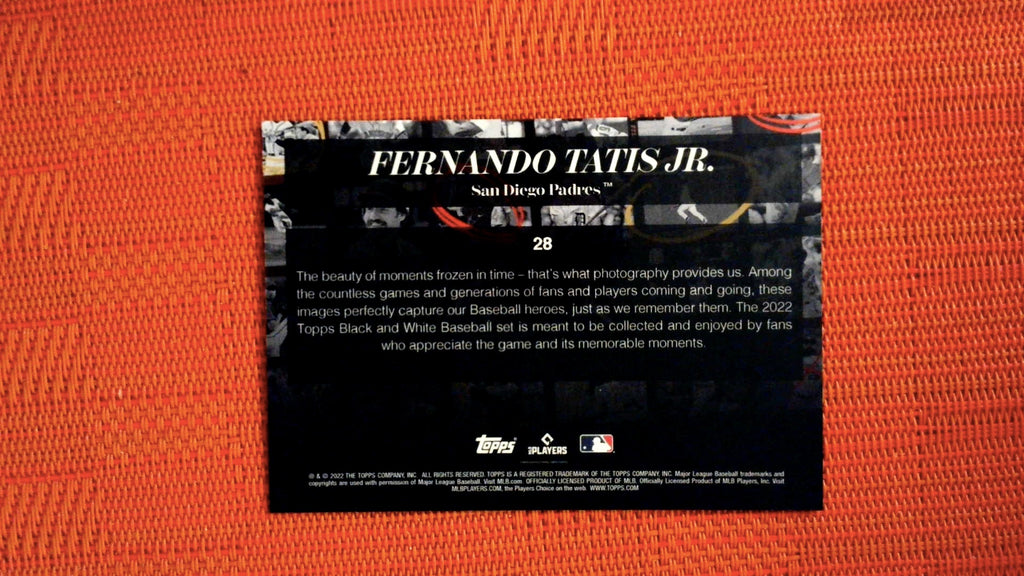 FERNANDO TATIS JR.
San Diego Padres™
28
The beauty of moments frozen in time – that's what photography provides us. Among
the countless games and generations of fans and players coming and going, these
images perfectly capture our Baseball heroes, just as we remember them. The 2022
Topps Black and White Baseball set is meant to be collected and enjoyed by fans
who appreciate the game and its memorable moments.
Topps MLB PLAYERS
® & © 2022 THE TOPPS COMPANY, INC. ALL RIGHTS RESERVED. TOPPS IS A REGISTERED TRADEMARK OF THE TOPPS COMPANY, INC. Major League Baseball trademarks and
copyrights are used with permission of Major League Baseball. Visit MLB.com OFFICIALLY LICENSED PRODUCT OF MLB. Officially Licensed Product of MLB Players, Inc. Visit
MLBPLAYERS.COM, the Players Choice on the web. WWW.TOPPS.COM